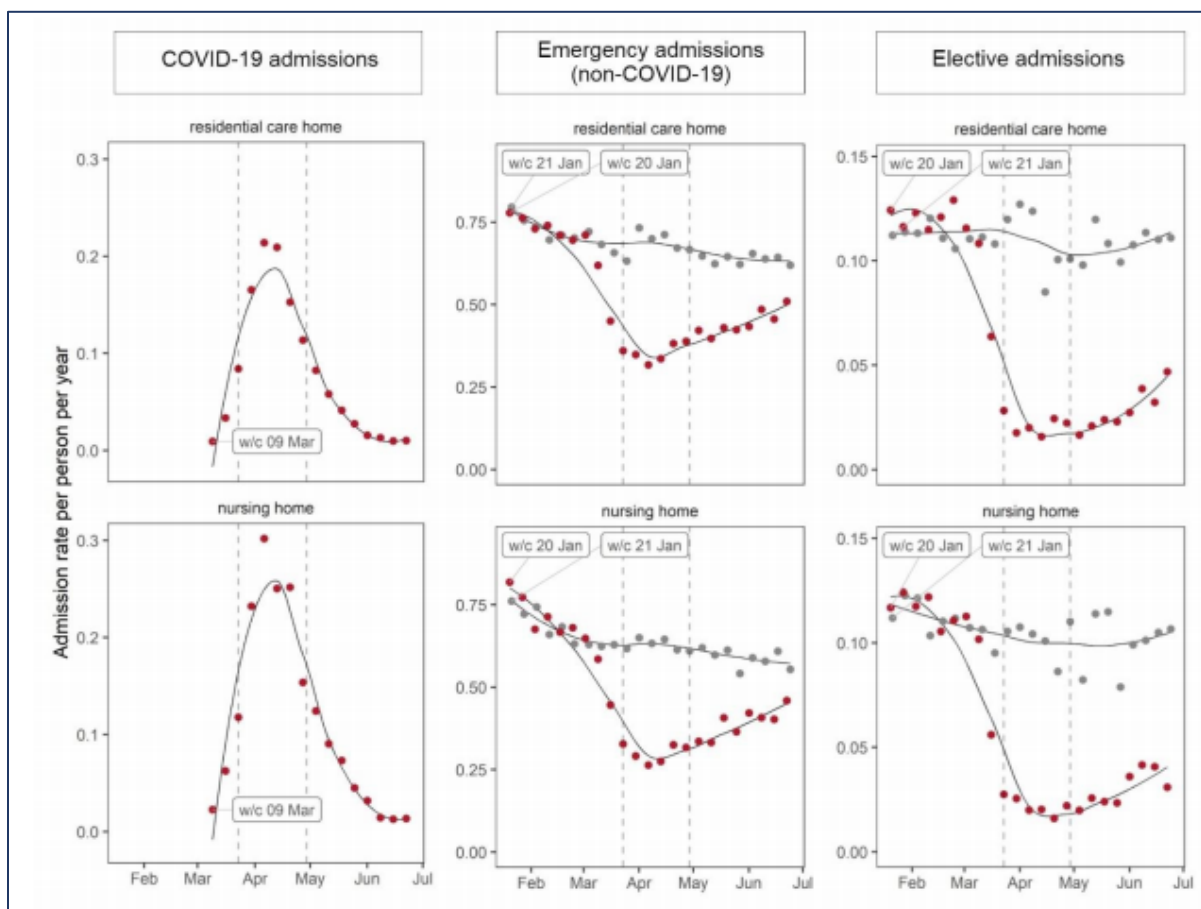 COVID-19 admissions
Emergency admissions
(non-COVID-19)
Elective admissions
Admission rate per person per year
residential care home
0.3
0.2
0.1
0.0
w/c 09 Mar
residential care home
w/c 21 Jan
w/c 20 Jan
0.75
0.50
0.25
0.00
residential care home
0.15
w/c 20 Jan
w/c 21 Jan
0.10
0.05
0.00
nursing home
0.3
0.2
0.1
0.0
w/c 09 Mar
Feb Mar Apr May Jun Jul
nursing home
w/c 20 Jan
w/c 21 Jan
0.75
0.50
0.25
0.00
Feb Mar Apr May Jun Jul
nursing home
0.15
w/c 20 Jan
w/c 21 Jan
0.10
0.05
0.00
Feb Mar Apr May Jun Jul